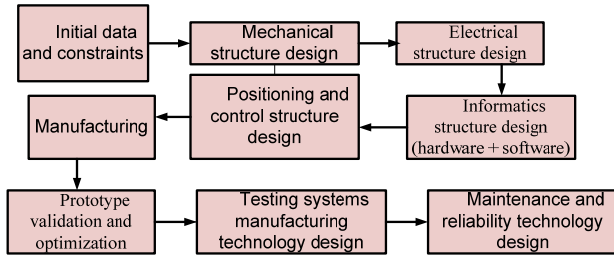 Initial data
and constraints
Mechanical
structure design
Electrical
structure design
Informatics
structure design
(hardware + software)
Positioning and
control structure
design
Manufacturing
Prototype
validation and
optimization
Testing systems
manufacturing
technology design
Maintenance and
reliability technology
design